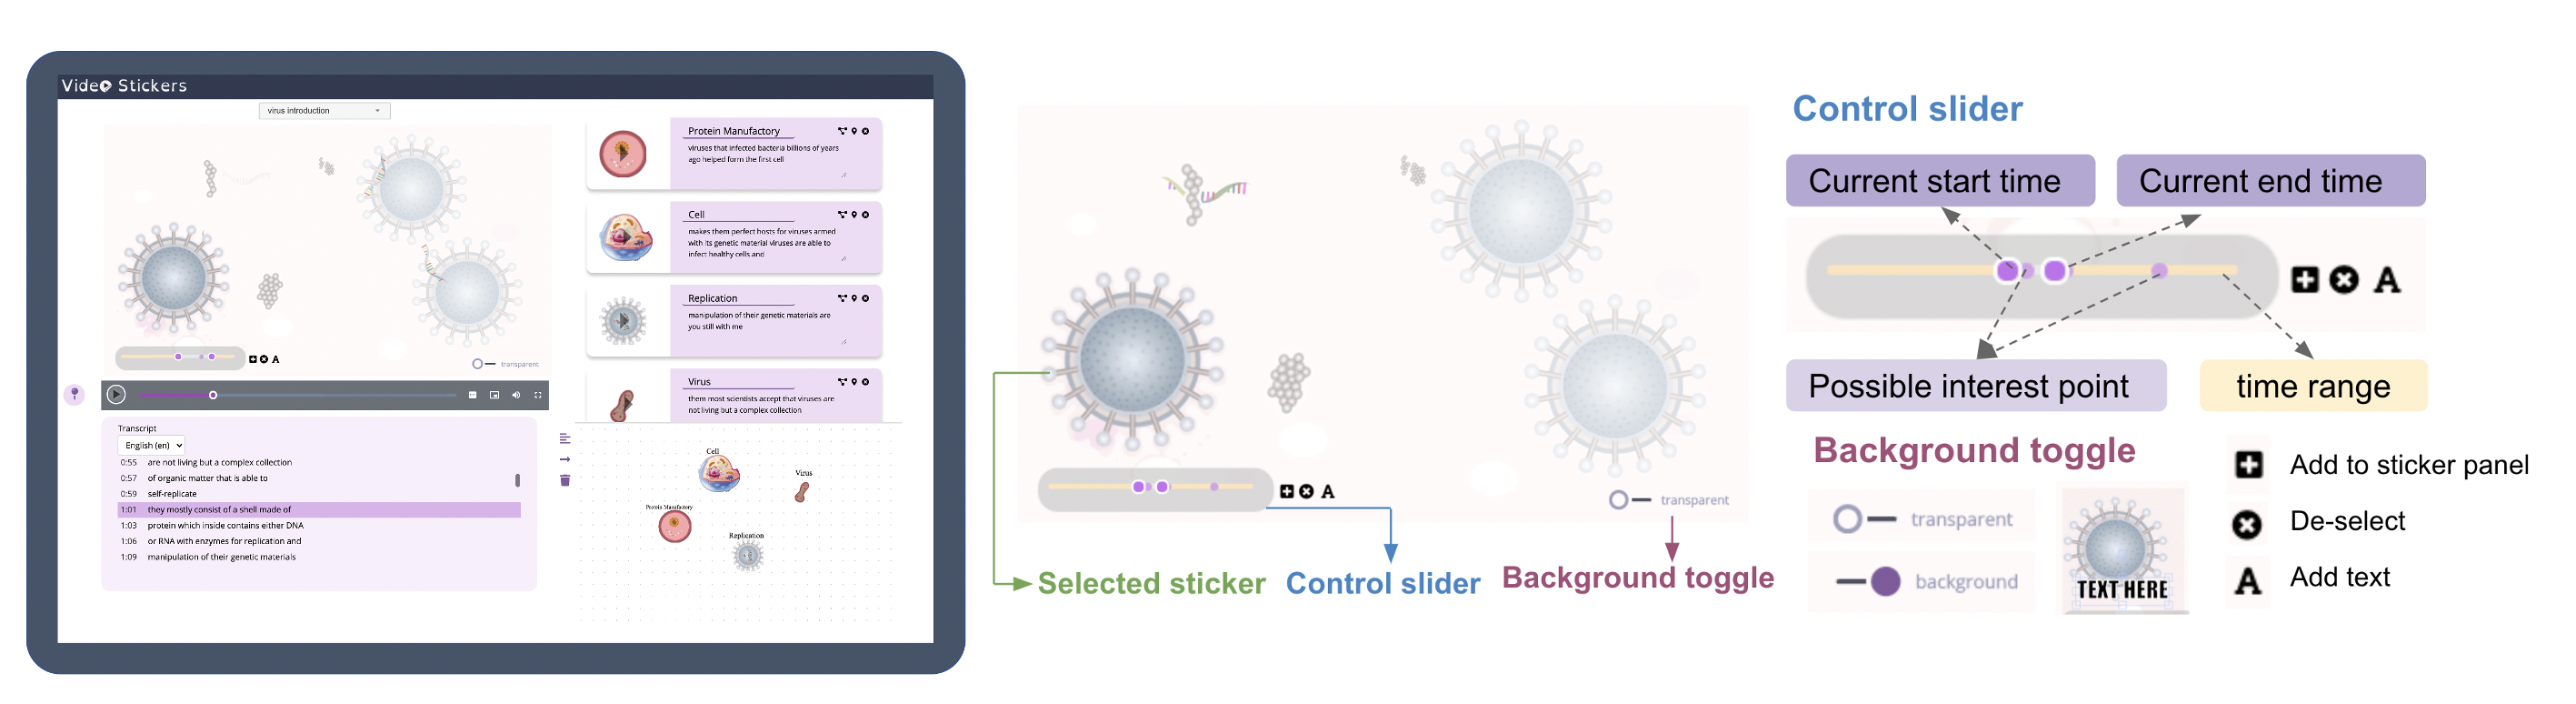 Video Stickers
virus introduction
transparent
Transcript
English (en)
0:55 are not living but a complex collection
0:57 of organic matter that is able to
0:59 self-replicate
1:01 they mostly consist of a shell made of
1:03 protein which inside contains either DNA
1:06 or RNA with enzymes for replication and
1:09 manipulation of their genetic materials
Protein Manufactory
viruses that infected bacteria billions of years
ago helped form the first cell
Cell
makes them perfect hosts for viruses armed
with its genetic material viruses are able to
infect healthy cells and
Replication
manipulation of their genetic materials are
you still with me
Virus
them most scientists accept that viruses are
not living but a complex collection
Cell
Virus
Protein Manufactory
Replication
A
A
transparent
Selected sticker
Control slider
Background toggle
Control slider
Current start time
Current end time
A
Possible interest point
time range
Background toggle
transparent
background
TEXT HERE
Add to sticker panel
De-select
A Add text